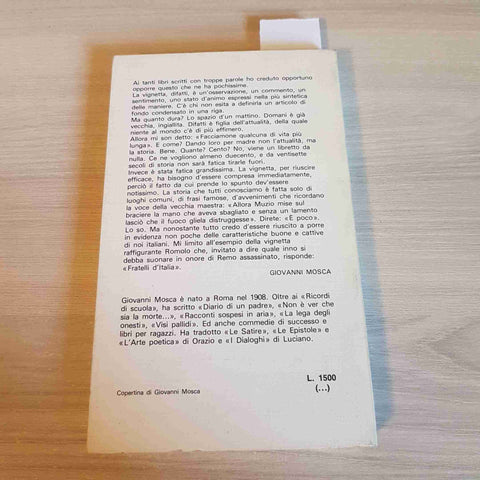 Ai tanti libri scritti con troppe parole ho creduto opportuno
opporre questo che ne ha pochissime.
La vignetta, difatti, è un'osservazione, un commento, un
sentimento, uno stato d'animo espressi nella più sintetica
delle maniere. C'è chi non esita a definirla un articolo di
fondo condensato in una riga.
Ma quanto dura? Lo spazio d'un mattino. Domani è già
vecchia, ingiallita. Difatti è figlia dell'attualità, della quale
niente al mondo c'è di più effimero.
Allora mi son detto: «Facciamone qualcuna di vita più
lunga». E come? Dando loro per madre non l'attualità, ma
la storia. Bene. Quante? Cento? No, viene un libretto da
nulla. Ce ne vogliono almeno duecento, e da ventisette
secoli di storia non sarà fatica tirarle fuori.
Invece è stata fatica grandissima. La vignetta, per riuscire
efficace, ha bisogno d'essere compresa immediatamente,
perciò il fatto da cui prende lo spunto dev'essere
notissimo. La storia che tutti conosciamo è fatta solo di
luoghi comuni, di frasi famose, d'avvenimenti che ricordano
la voce della vecchia maestra: «Allora Muzio mise sul
braciere la mano che aveva sbagliato e senza un lamento
lasciò che il fuoco gliela distruggesse». Direte: «È poco».
Lo so. Ma nonostante tutto credo d'essere riuscito a porre
in evidenza non poche delle caratteristiche buone e cattive
di noi italiani. Mi limito all'esempio della vignetta
raffigurante Romolo che, invitato a dire quale inno si
debba suonare in onore di Remo assassinato, risponde:
«Fratelli d'Italia».
GIOVANNI MOSCA
Giovanni Mosca è nato a Roma nel 1908. Oltre ai «Ricordi
di scuola», ha scritto «Diario di un padre», «Non è ver che
sia la morte...», «Racconti sospesi in aria», «La lega degli
onesti», «Visi pallidi». Ed anche commedie di successo e
libri per ragazzi. Ha tradotto «Le Satire», «Le Epistole» e
«L'Arte poetica» di Orazio e «I Dialoghi» di Luciano.
L. 1500
(...)
Copertina di Giovanni Mosca